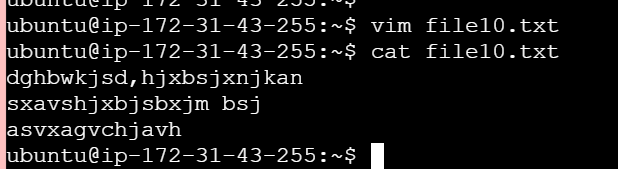 ubuntu@ip-172-31-43-255:~$
ubuntu@ip-172-31-43-255:~$ vim file10.txt
ubuntu@ip-172-31-43-255:~$ cat file10.txt
dghbwkjsd,hjxbsjxnjkan
sxavshjxbjsbxjm bsj
asvxagvchjavh
ubuntu@ip-172-31-43-255:~$